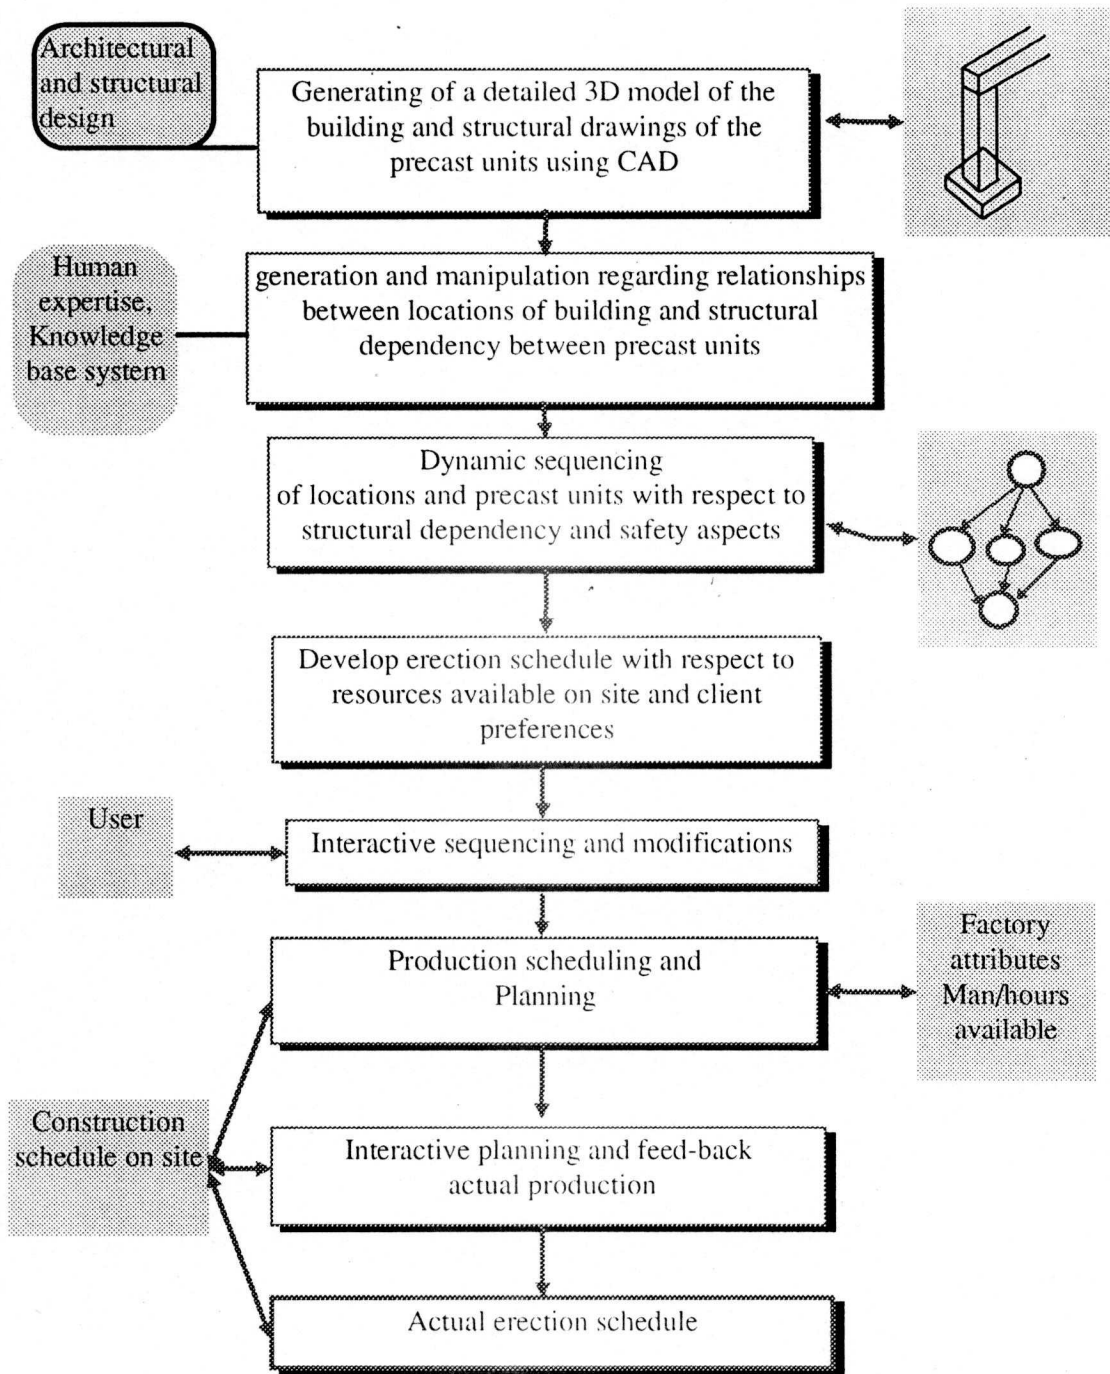 Architectural
and structural
design
Generating of a detailed 3D model of the
building and structural drawings of the
precast units using CAD
Human
expertise,
Knowledge
base system
generation and manipulation regarding relationships
between locations of building and structural
dependency between precast units
Dynamic sequencing
of locations and precast units with respect to
structural dependency and safety aspects
Develop erection schedule with respect to
resources available on site and client
preferences
User
Interactive sequencing and modifications
Production scheduling and
Planning
Factory
attributes
Man/hours
available
Construction
schedule on site
Interactive planning and feed-back
actual production
Actual erection schedule